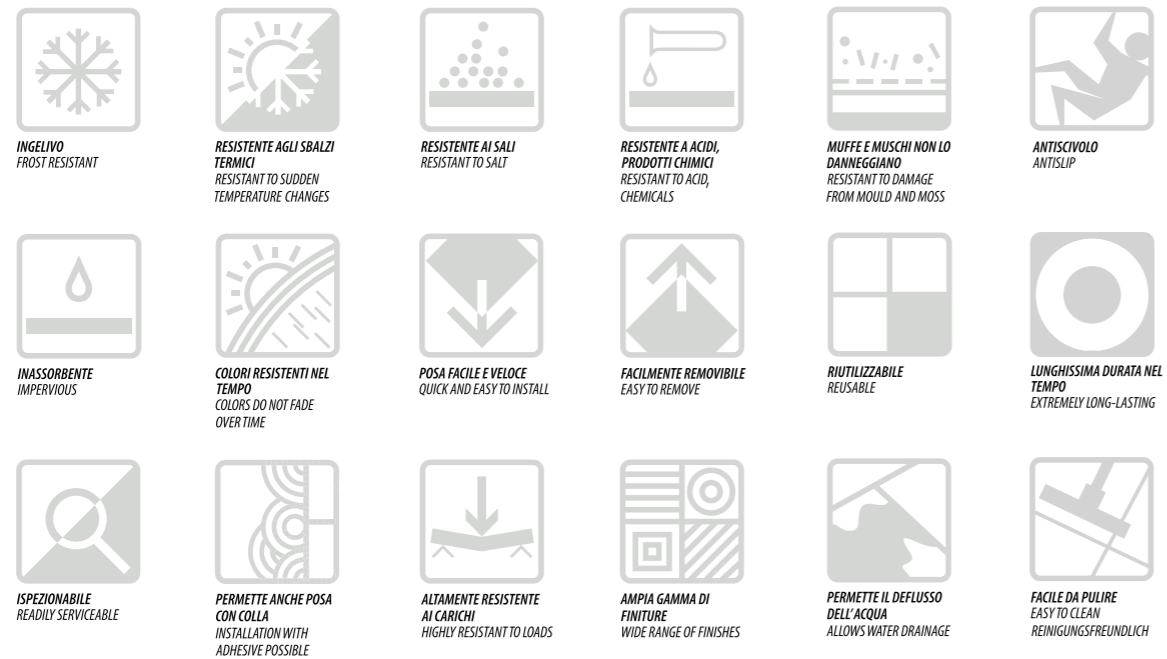 INGELIVO
FROST RESISTANT
RESISTENTE AGLI SBALZI
TERMICI
RESISTANT TO SUDDEN
TEMPERATURE CHANGES
RESISTENTE AI SALI
RESISTANT TO SALT
RESISTENTE A ACIDI,
PRODOTTI CHIMICI
RESISTANT TO ACID,
CHEMICALS
MUFFE E MUSCHI NON LO
DANNEGGIANO
RESISTANT TO DAMAGE
FROM MOULD AND MOSS
ANTISCIVOLO
ANTISLIP
INASSORBENTE
IMPERVIOUS
COLORI RESISTENTI NEL
TEMPO
COLORS DO NOT FADE
OVER TIME
POSA FACILE E VELOCE
QUICK AND EASY TO INSTALL
FACILMENTE REMOVIBILE
EASY TO REMOVE
RIUTILIZZABILE
REUSABLE
LUNGHISSIMA DURATA NEL
TEMPO
EXTREMELY LONG-LASTING
ISPEZIONABILE
READILY SERVICEABLE
PERMETTE ANCHE POSA
CON COLLA
INSTALLATION WITH
ADHESIVE POSSIBLE
ALTAMENTE RESISTENTE
AI CARICHI
HIGHLY RESISTANT TO LOADS
AMPIA GAMMA DI
FINITURE
WIDE RANGE OF FINISHES
PERMETTE IL DEFLUSSO
DELL' ACQUA
ALLOWS WATER DRAINAGE
FACILE DA PULIRE
EASY TO CLEAN
REINIGUNGSFREUNDLICH